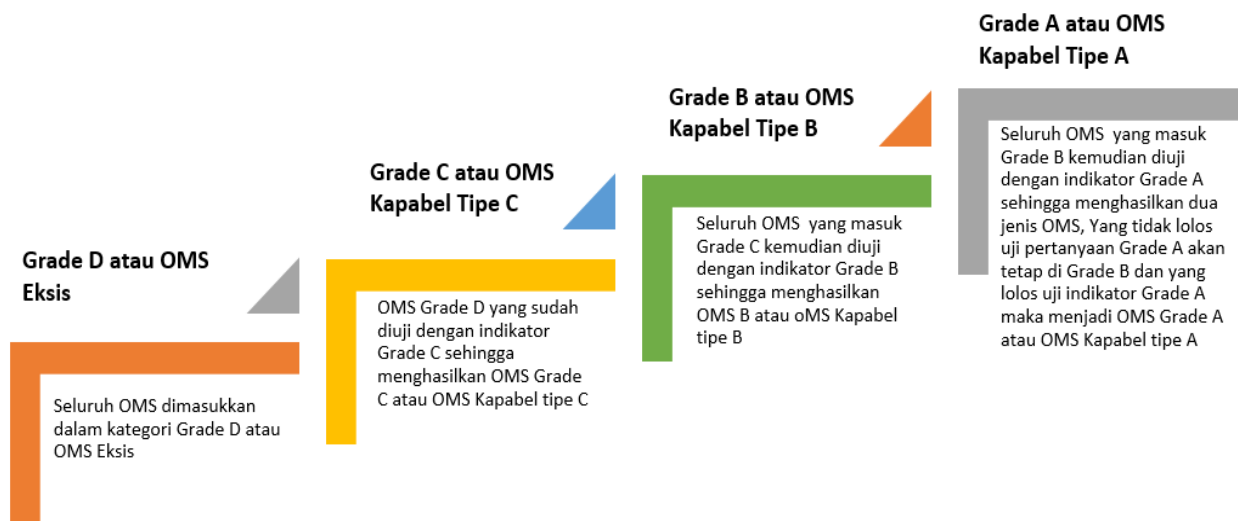 Grade D atau OMS
Eksis
Seluruh OMS dimasukkan
dalam kategori Grade D atau
OMS Eksis
Grade C atau OMS
Kapabel Tipe C
OMS Grade D yang sudah
diuji dengan indikator
Grade C sehingga
menghasilkan OMS Grade
C atau OMS Kapabel tipe C
Grade B atau OMS
Kapabel Tipe B
Seluruh OMS  yang masuk
Grade C kemudian diuji
dengan indikator Grade B
sehingga menghasilkan
OMS B atau oMS Kapabel
tipe B
Grade A atau OMS
Kapabel Tipe A
Seluruh OMS  yang masuk
Grade B kemudian diuji
dengan indikator Grade A
sehingga menghasilkan dua
jenis OMS, Yang tidak lolos
uji pertanyaan Grade A akan
tetap di Grade B dan yang
lolos uji indikator Grade A
maka menjadi OMS Grade A
atau OMS Kapabel tipe A